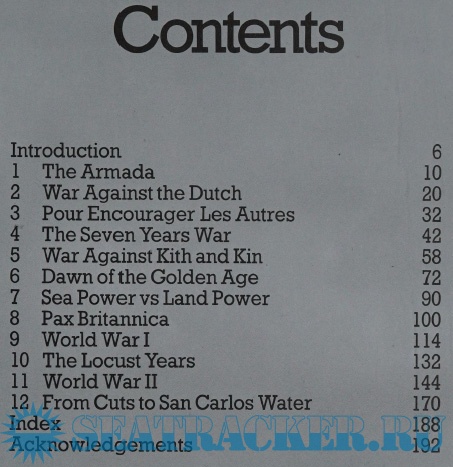 Contents
Introduction 6
1 The Armada 10
2 War Against the Dutch 20
3 Pour Encourager Les Autres 32
4 The Seven Years War 42
5 War Against Kith and Kin 58
6 Dawn of the Golden Age 72
7 Sea Power vs Land Power 90
8 Pax Britannica 100
9 World War I 114
10 The Locust Years 132
11 World War II 144
12 From Cuts to San Carlos Water 170
Index 188
SEATRACKER.RU
Acknowledgements 192